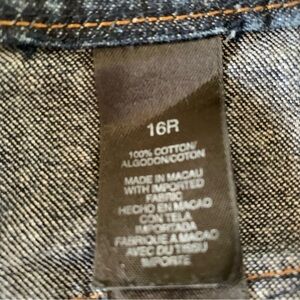 16R
100% COTTON/
ALGODON/COTON
MADE IN MACAU
WITH IMPORTED
FABRIC
HECHO EN MACAO
CON TELA
IMPORTADA
FABRIQUE A MACAU
AVEC DU TISSU
IMPORTE